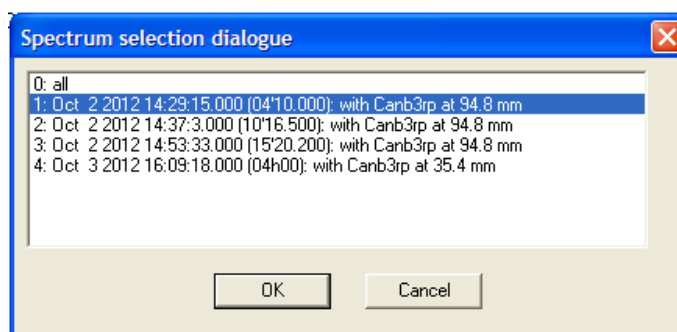 Spectrum selection dialogue
0: all
1: Oct  2 2012 14:29:15.000 (04'10.000): with Canb3rp at 94.8 mm
2: Oct  2 2012 14:37:3.000 (10'16.500): with Canb3rp at 94.8 mm
3: Oct  2 2012 14:53:33.000 (15'20.200): with Canb3rp at 94.8 mm
4: Oct  3 2012 16:09:18.000 (04h00): with Canb3rp at 35.4 mm
OK Cancel